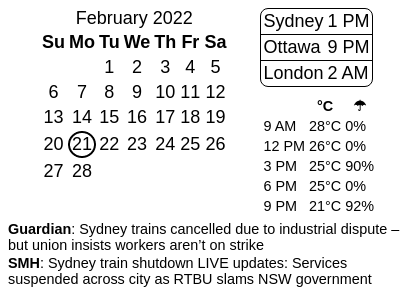 February 2022
Su Mo Tu We Th Fr Sa
1 2 3 4 5
6 7 8 9 10 11 12
13 14 15 16 17 18 19
20 21 22 23 24 25 26
27 28
Sydney 1 PM
Ottawa 9 PM
London 2 AM
°C ☂
9 AM 28°C 0%
12 PM 26°C 0%
3 PM 25°C 90%
6 PM 25°C 0%
9 PM 21°C 92%
Guardian: Sydney trains cancelled due to industrial dispute –
but union insists workers aren’t on strike
SMH: Sydney train shutdown LIVE updates: Services
suspended across city as RTBU slams NSW government